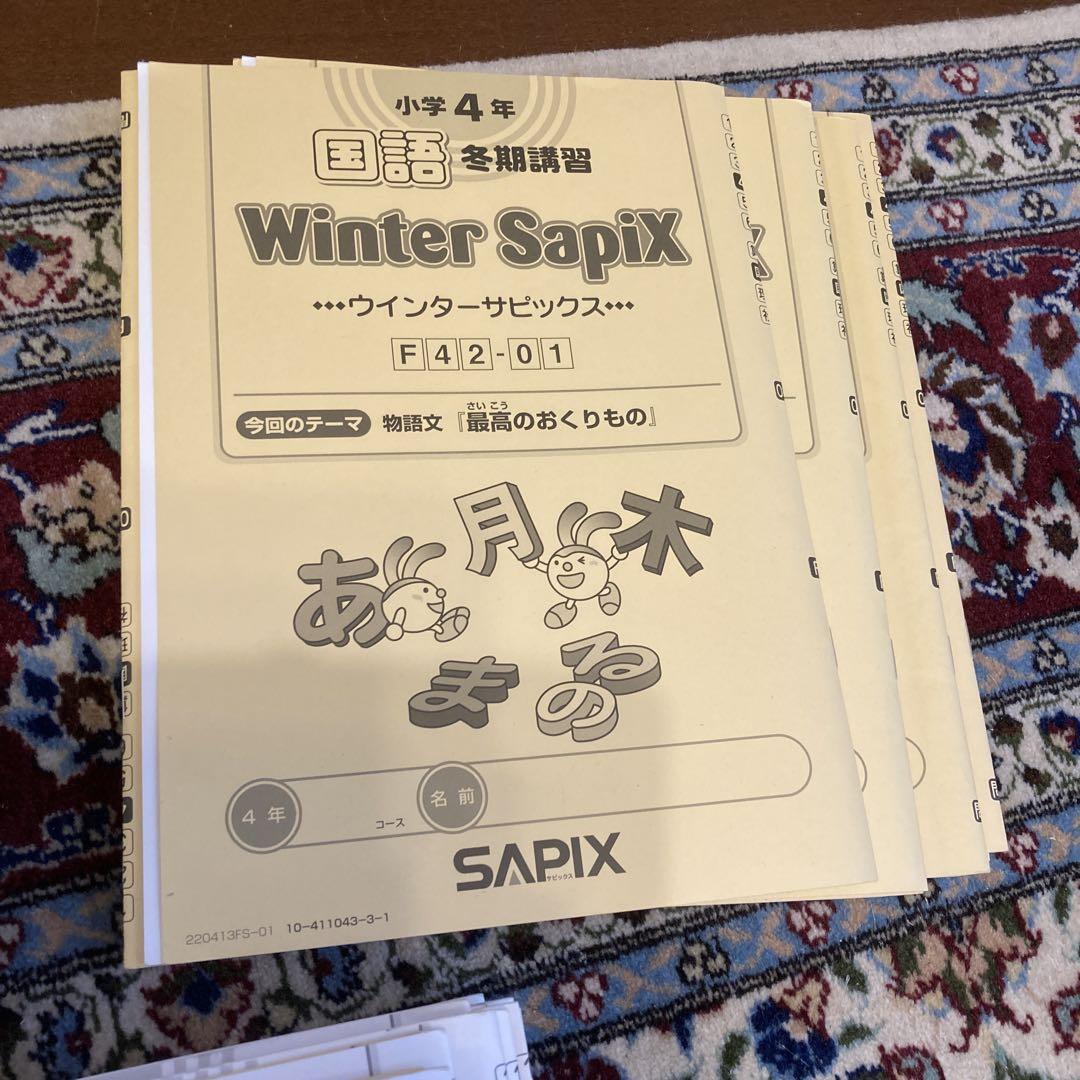 小学4年
国語 冬期講習
Winter SapiX
•••ウインターサピックス•••
F42-01
今回のテーマ 物語文『最高のおくりもの』
さいこう
あ 月 木
ま る の
4年 コース 名前
SAPIX
サピックス
220413FS-01 10-411043-3-1